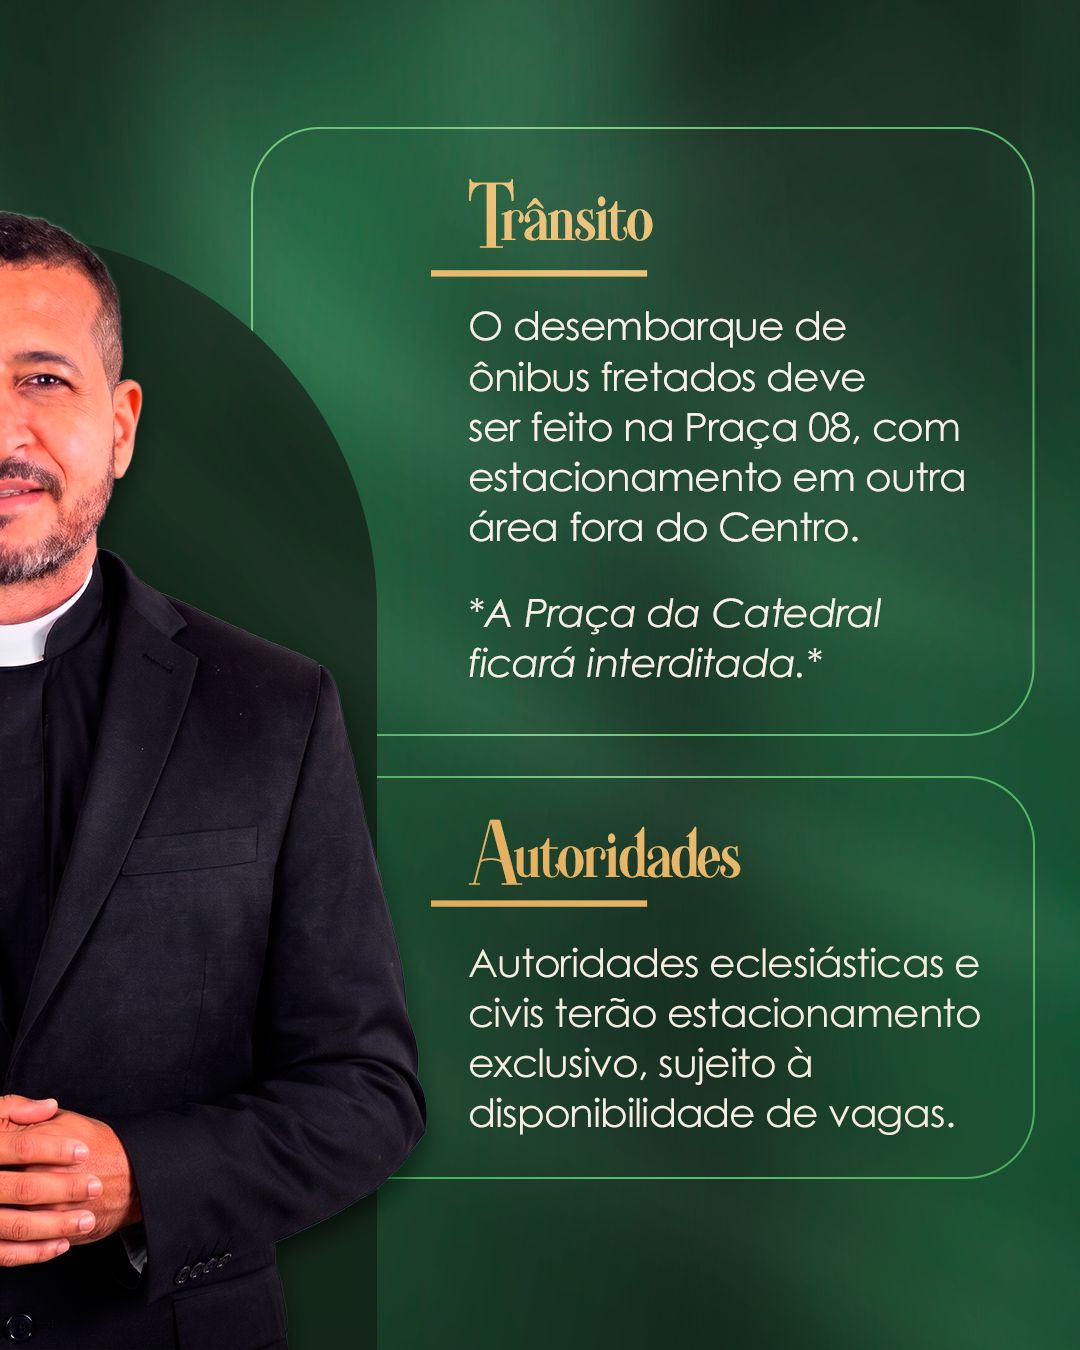 Trânsito
O desembarque de
ônibus fretados deve
ser feito na Praça 08, com
estacionamento em outra
área fora do Centro.
*A Praça da Catedral
ficará interditada.*
Autoridades
Autoridades eclesiásticas e
civis terão estacionamento
exclusivo, sujeito à
disponibilidade de vagas.